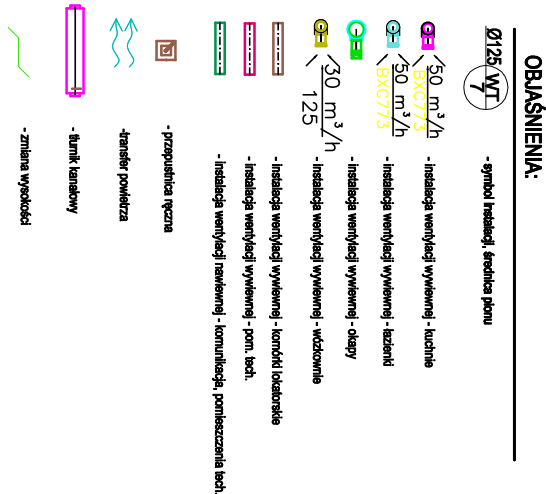 OBJAŚNIENIA:
Ø125 WT
7
- symbol instalacji, średnica pionu
50 m³/h
BXC773
- instalacja wentylacji wywiewnej - kuchnie
50 m³/h
BXC773
- instalacja wentylacji wywiewnej - łazienki
- instalacja wentylacji wywiewnej - okapy
30 m³/h
125
- instalacja wentylacji wywiewnej - wózkownie
- instalacja wentylacji wywiewnej - komórki lokatorskie
- instalacja wentylacji wywiewnej - pom. tech.
- instalacja wentylacji nawiewnej - komunikacja, pomieszczenia tech.
- przepustnica ręczna
-transfer powietrza
- tłumik kanałowy
- zmiana wysokości